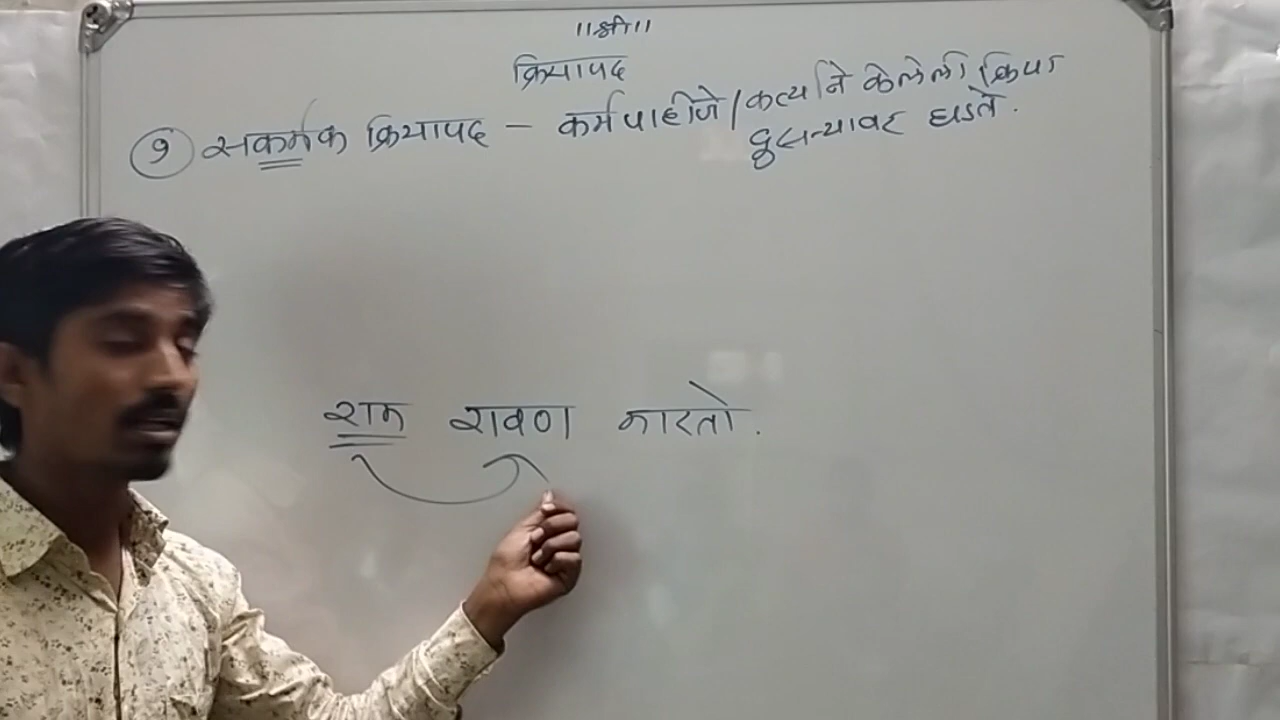 ॥श्री॥
क्रियापद
१ सकर्मक क्रियापद – कर्म पाहीजे / कर्त्याने केलेली क्रिया
दुसऱ्यावर घडते.
राम रावण मारतो.